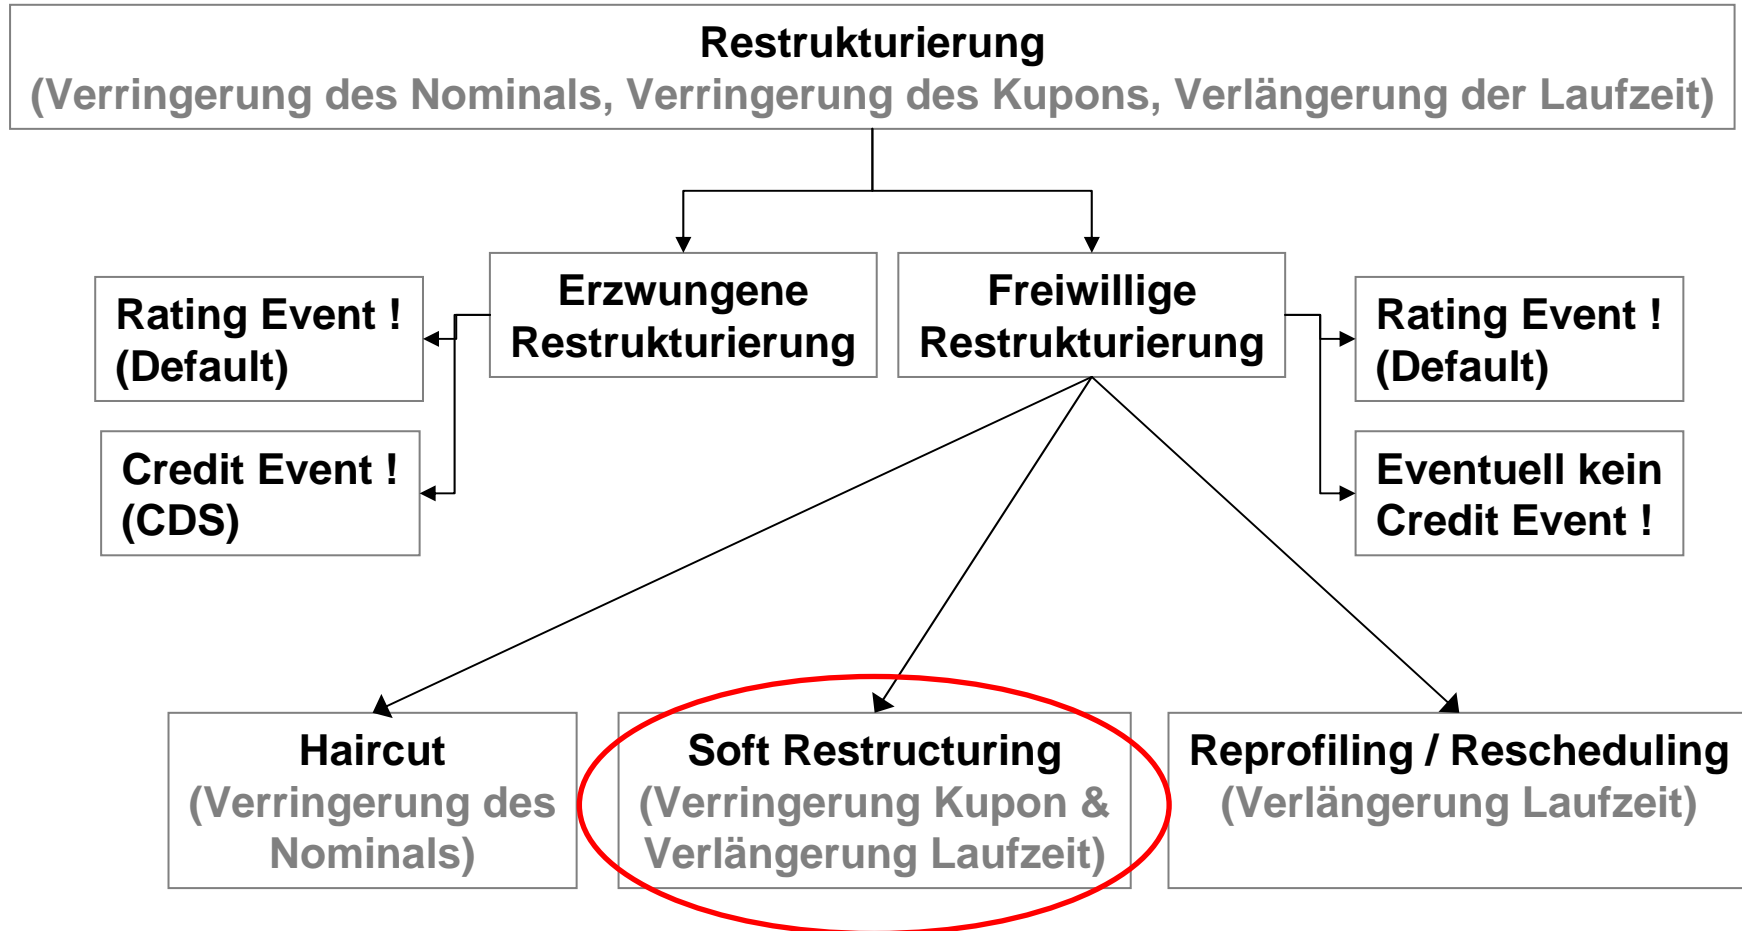 Restrukturierung
(Verringerung des Nominals, Verringerung des Kupons, Verlängerung der Laufzeit)
Erzwungene
Restrukturierung
Freiwillige
Restrukturierung
Rating Event !
(Default)
Rating Event !
(Default)
Credit Event !
(CDS)
Eventuell kein
Credit Event !
Haircut
(Verringerung des
Nominals)
Soft Restructuring
(Verringerung Kupon &
Verlängerung Laufzeit)
Reprofiling / Rescheduling
(Verlängerung Laufzeit)